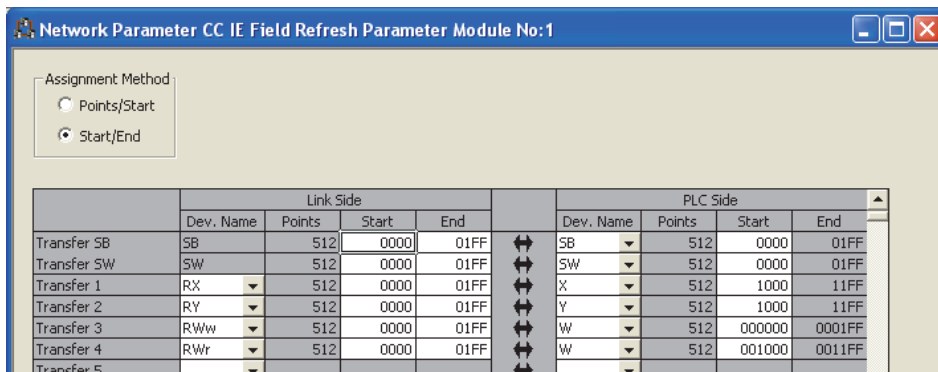 Network Parameter CC IE Field Refresh Parameter Module No:1
Assignment Method
Points/Start
Start/End
Link Side PLC Side
Dev. Name Points Start End Dev. Name Points Start End
Transfer SB SB 512 0000 01FF SB 512 0000 01FF
Transfer SW SW 512 0000 01FF SW 512 0000 01FF
Transfer 1 RX 512 0000 01FF X 512 1000 11FF
Transfer 2 RY 512 0000 01FF Y 512 1000 11FF
Transfer 3 RWw 512 0000 01FF W 512 000000 0001FF
Transfer 4 RWr 512 0000 01FF W 512 001000 0011FF
Transfer 5